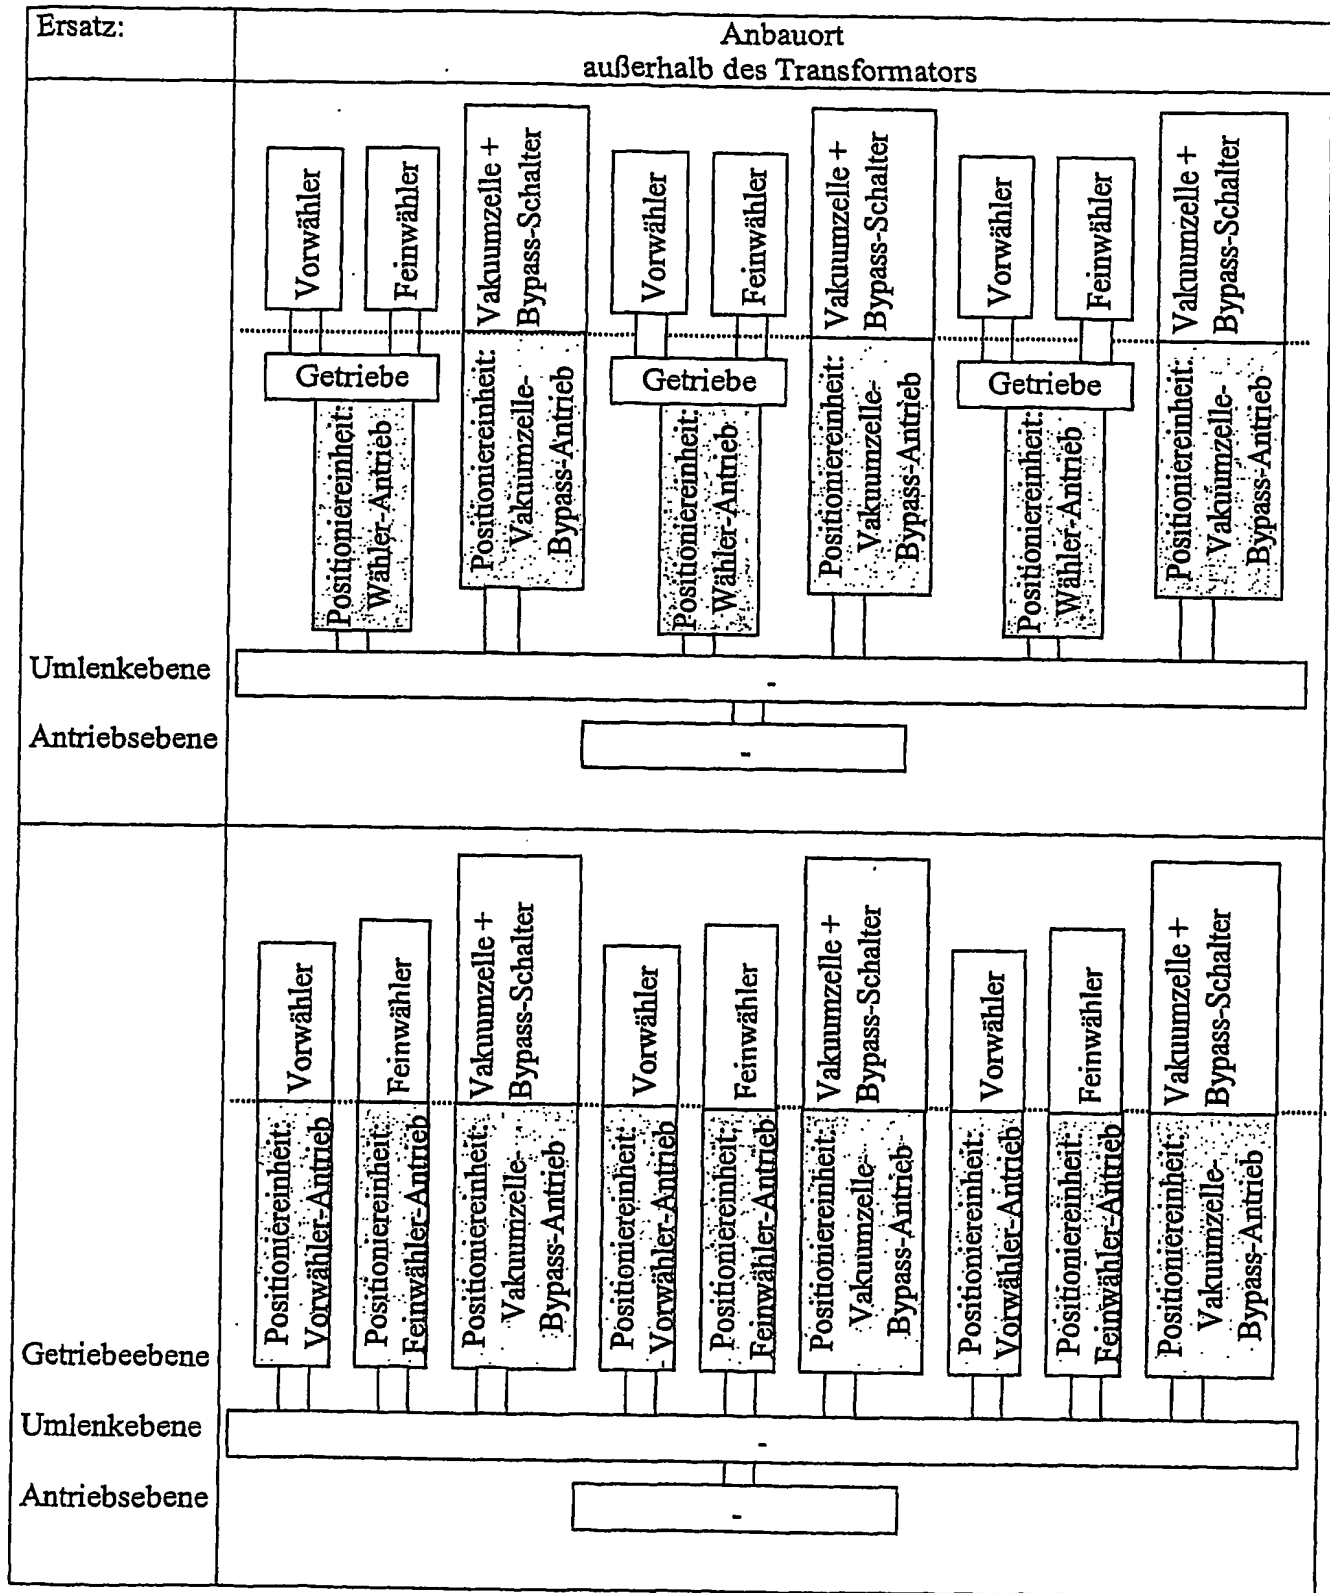 Ersatz:
Anbauort
außerhalb des Transformators
Vorwähler
Feinwähler
Vakuumzelle +
Bypass-Schalter
Vorwähler
Feinwähler
Vakuumzelle +
Bypass-Schalter
Vorwähler
Feinwähler
Vakuumzelle +
Bypass-Schalter
Getriebe
Positioniereinheit:
Wähler-Antrieb
Positioniereinheit:
Vakuumzelle-
Bypass-Antrieb
Getriebe
Positioniereinheit:
Wähler-Antrieb
Positioniereinheit:
Vakuumzelle-
Bypass-Antrieb
Getriebe
Positioniereinheit:
Wähler-Antrieb
Positioniereinheit:
Vakuumzelle-
Bypass-Antrieb
Umlenkebene
-
Antriebsebene
-
Vorwähler
Feinwähler
Vakuumzelle +
Bypass-Schalter
Vorwähler
Feinwähler
Vakuumzelle +
Bypass-Schalter
Vorwähler
Feinwähler
Vakuumzelle +
Bypass-Schalter
Positioniereinheit:
Vorwähler-Antrieb
Positioniereinheit:
Feinwähler-Antrieb
Positioniereinheit:
Vakuumzelle-
Bypass-Antrieb
Positioniereinheit:
Vorwähler-Antrieb
Positioniereinheit:
Feinwähler-Antrieb
Positioniereinheit:
Vakuumzelle-
Bypass-Antrieb
Positioniereinheit:
Vorwähler-Antrieb
Positioniereinheit:
Feinwähler-Antrieb
Positioniereinheit:
Vakuumzelle-
Bypass-Antrieb
Getriebeebene
Umlenkebene
-
Antriebsebene
-